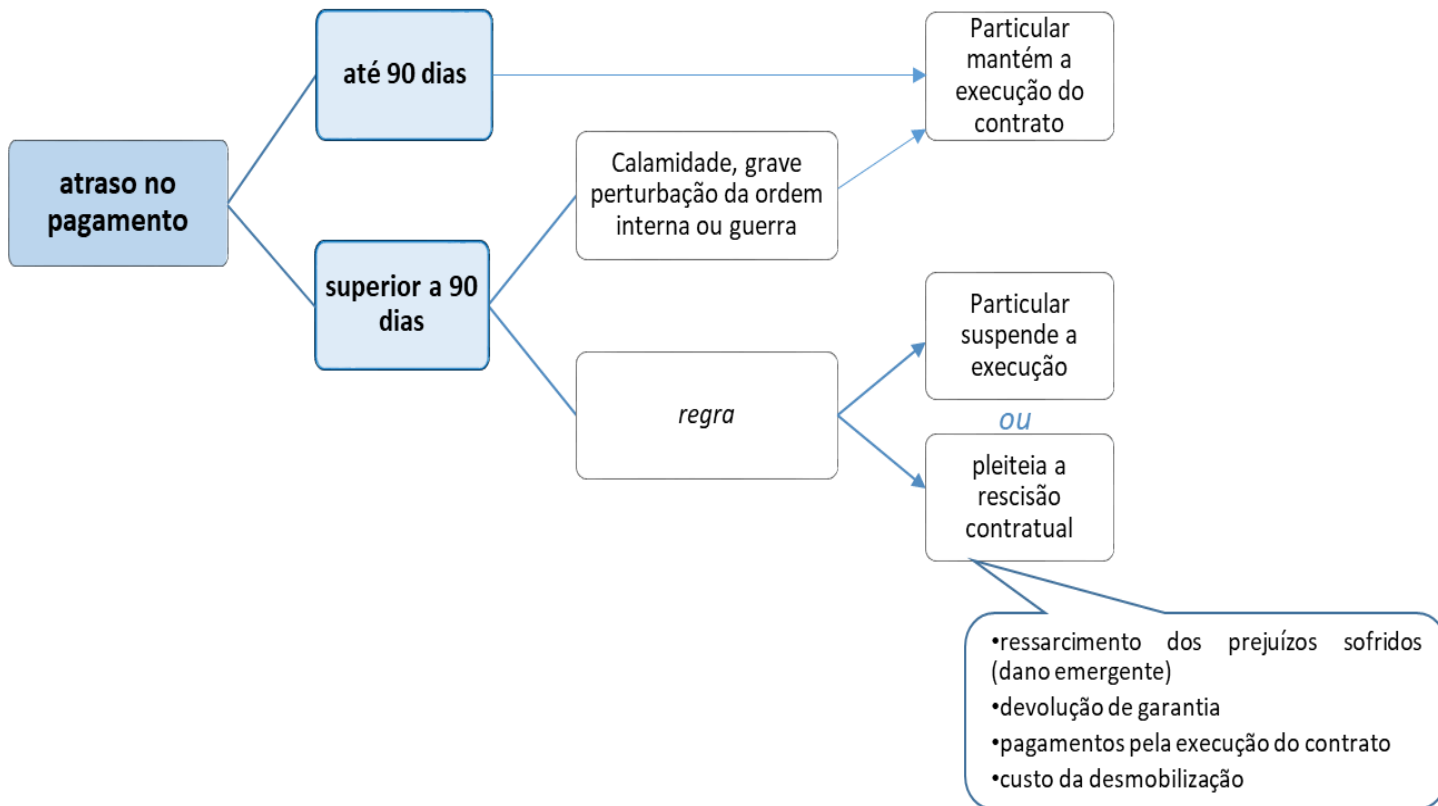 atraso no
pagamento
até 90 dias
superior a 90
dias
Calamidade, grave
perturbação da ordem
interna ou guerra
regra
Particular
mantém a
execução do
contrato
Particular
suspende a
execução
ou
pleiteia a
rescisão
contratual
•ressarcimento dos prejuízos sofridos
(dano emergente)
•devolução de garantia
•pagamentos pela execução do contrato
•custo da desmobilização